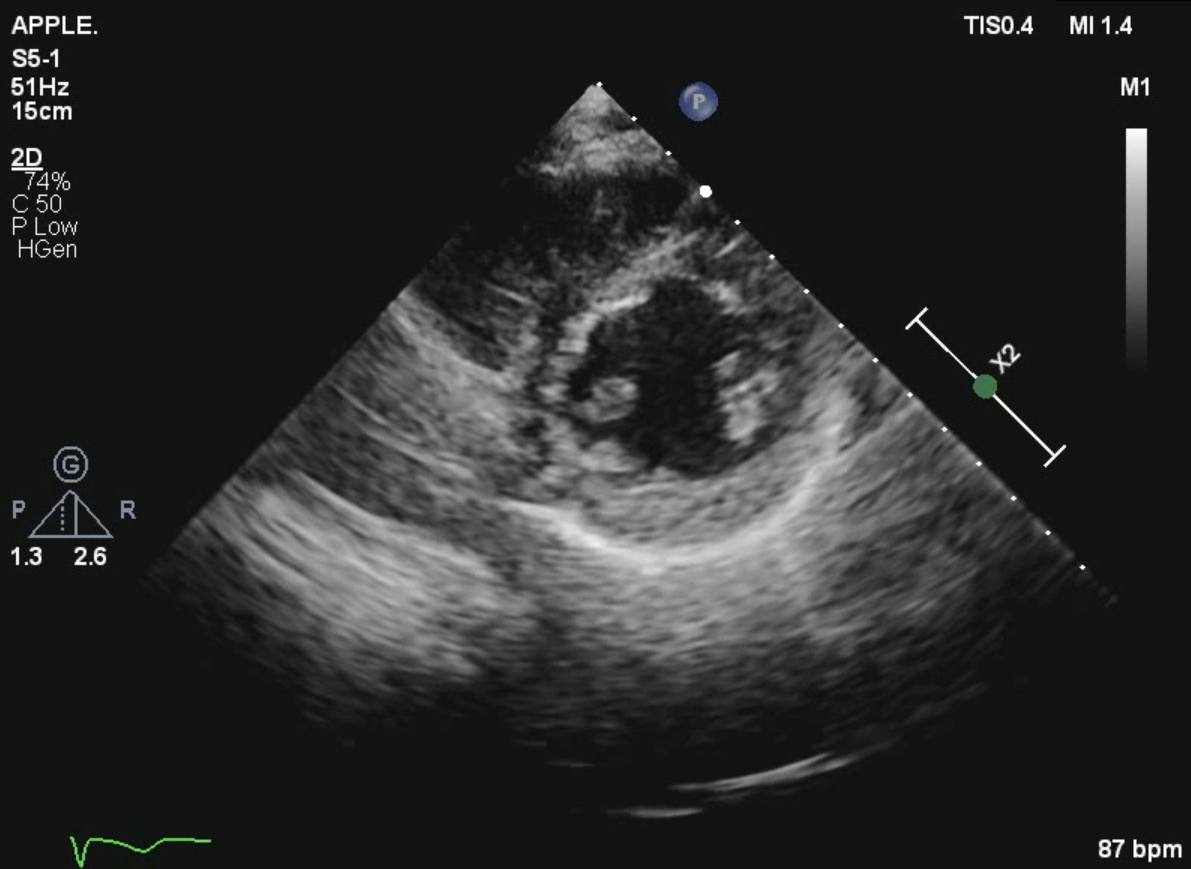 APPLE.
S5-1
51Hz
15cm
2D
74%
C 50
P Low
HGen
TIS0.4 MI 1.4
M1
P
X2
G
P R
1.3 2.6
87 bpm